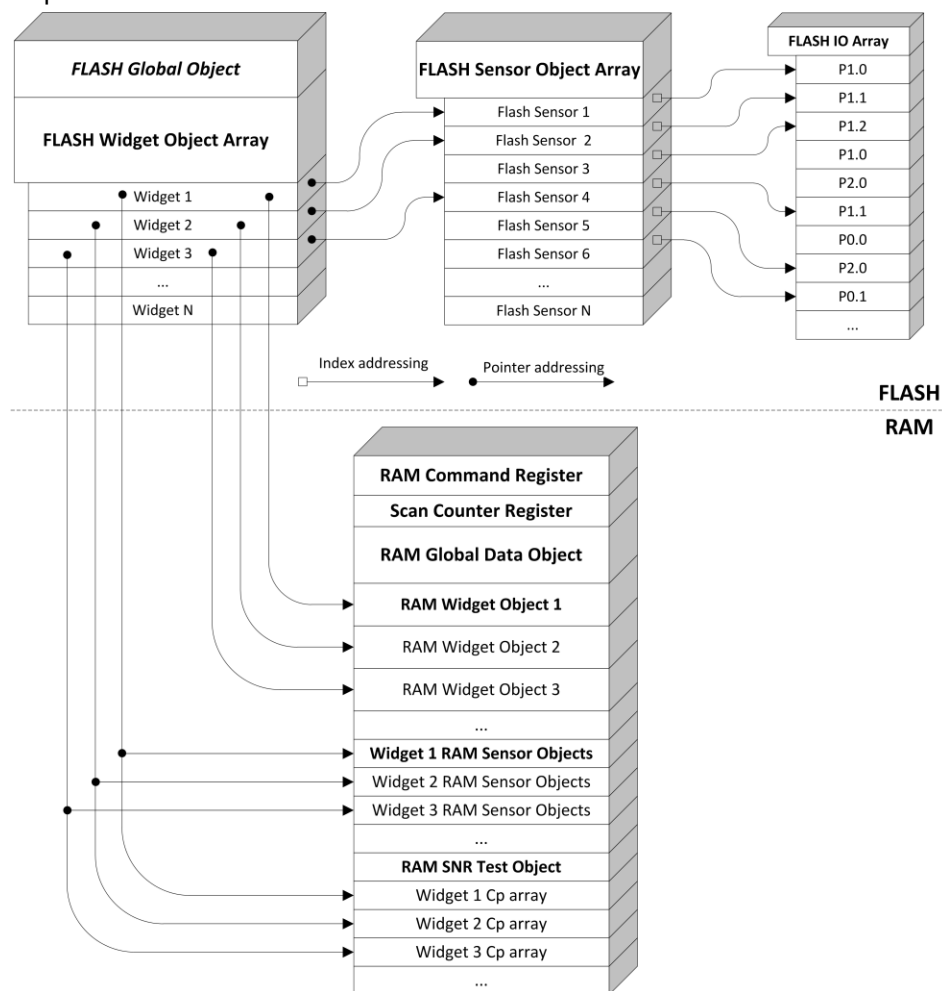 FLASH Global Object
FLASH Widget Object Array
Widget 1
Widget 2
Widget 3
...
Widget N
FLASH Sensor Object Array
Flash Sensor 1
Flash Sensor 2
Flash Sensor 3
Flash Sensor 4
Flash Sensor 5
Flash Sensor 6
...
Flash Sensor N
FLASH IO Array
P1.0
P1.1
P1.2
P1.0
P2.0
P1.1
P0.0
P2.0
P0.1
...
Index addressing
Pointer addressing
FLASH
RAM
RAM Command Register
Scan Counter Register
RAM Global Data Object
RAM Widget Object 1
RAM Widget Object 2
RAM Widget Object 3
...
Widget 1 RAM Sensor Objects
Widget 2 RAM Sensor Objects
Widget 3 RAM Sensor Objects
...
RAM SNR Test Object
Widget 1 Cp array
Widget 2 Cp array
Widget 3 Cp array
...